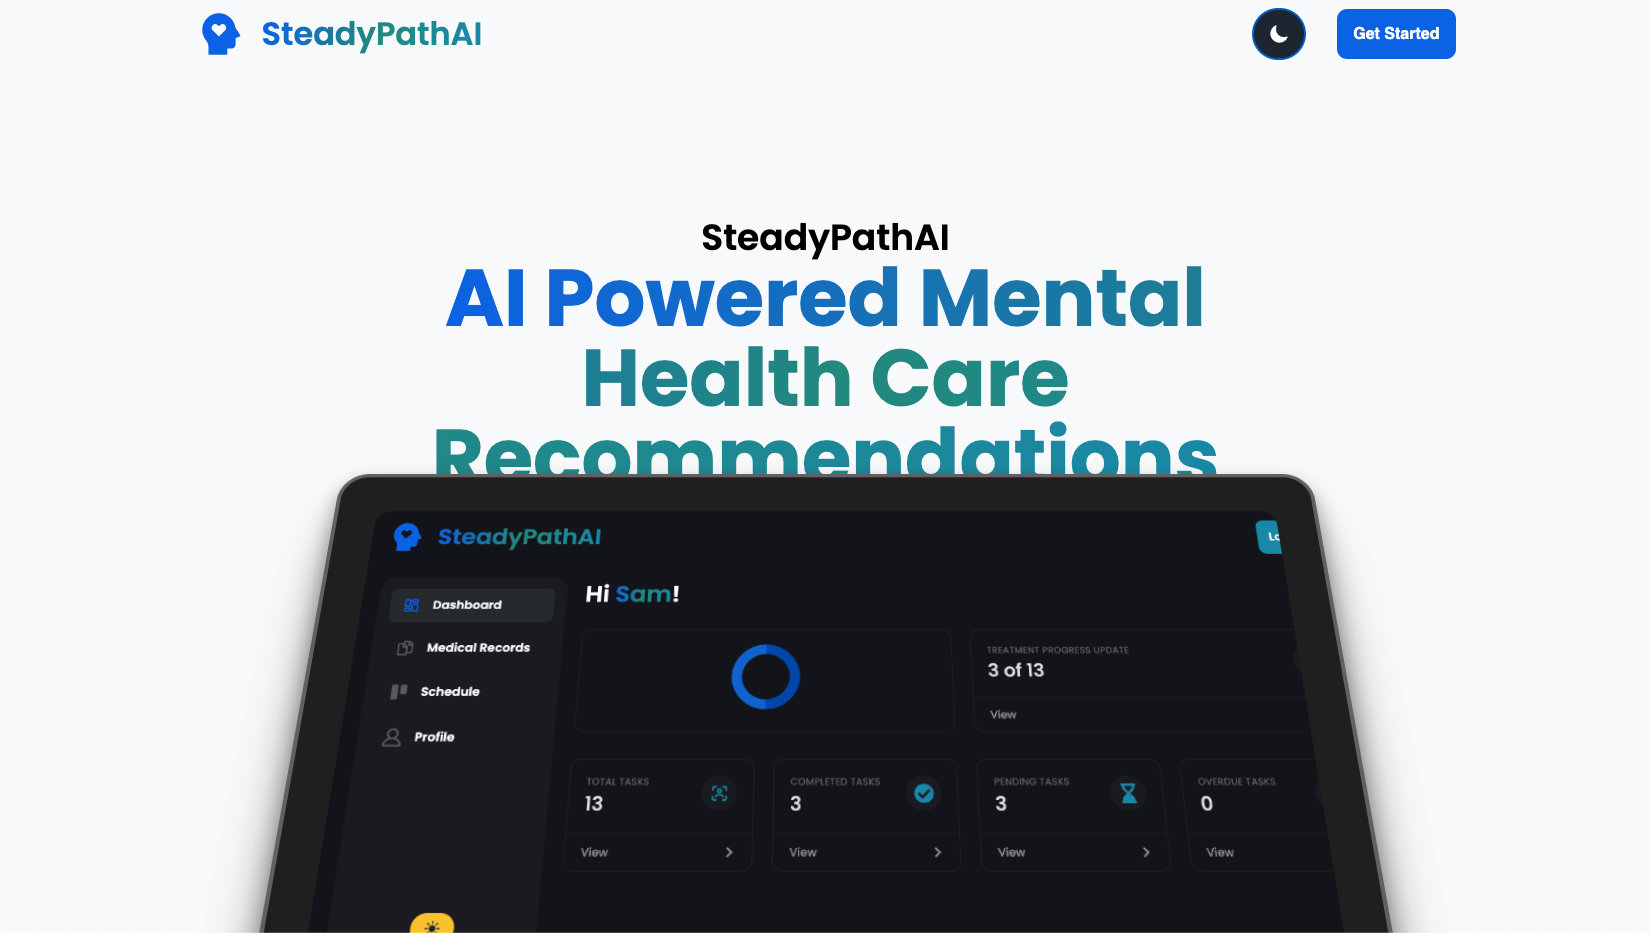 SteadyPathAI
Get Started
SteadyPathAI
AI Powered Mental
Health Care
Recommendations
SteadyPathAI
Hi Sam!
Dashboard
Medical Records
Schedule
Profile
TREATMENT PROGRESS UPDATE
3 of 13
View
TOTAL TASKS
13
View
COMPLETED TASKS
3
View
PENDING TASKS
3
View
OVERDUE TASKS
0
View